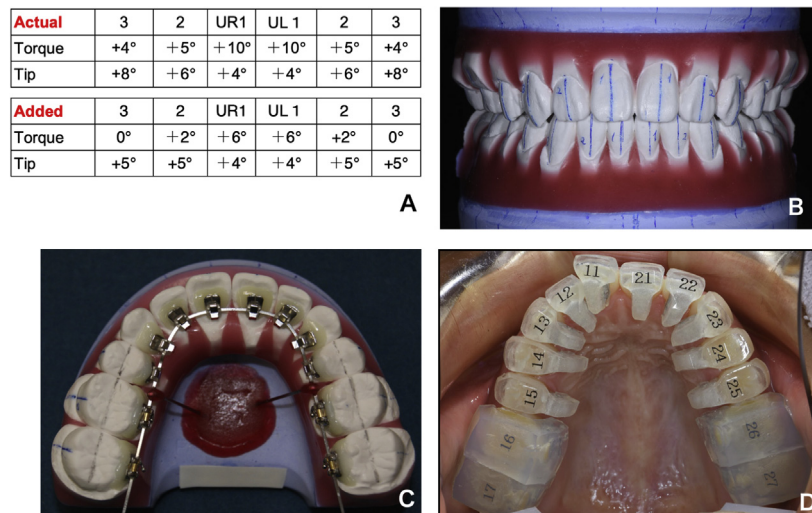 Actual 3 2 UR1 UL 1 2 3
Torque +4° +5° +10° +10° +5° +4°
Tip +8° +6° +4° +4° +6° +8°
Added 3 2 UR1 UL 1 2 3
Torque 0° +2° +6° +6° +2° 0°
Tip +5° +5° +4° +4° +5° +5°
A
B
C
11 21 22
12 23
13 24
14 25
15 26
16
17
D